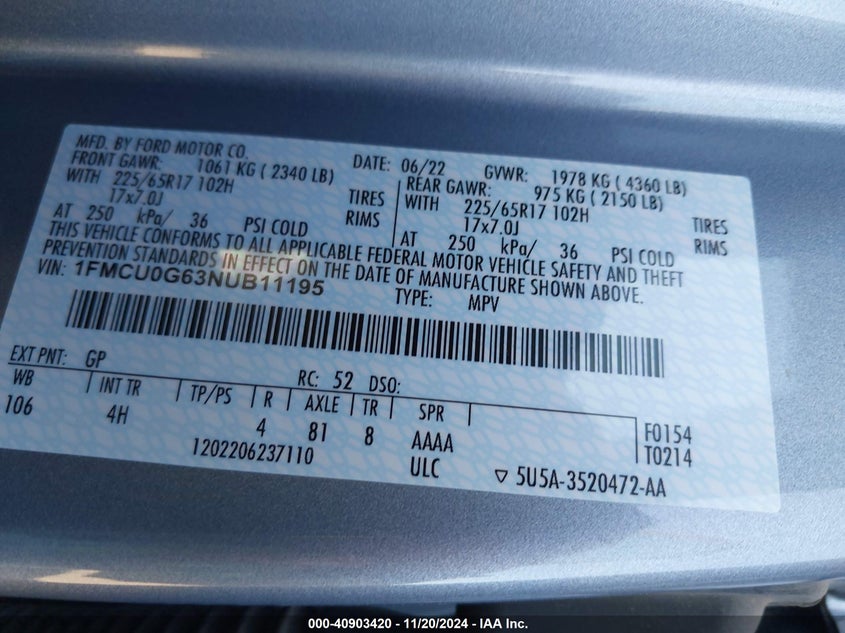 MFD. BY FORD MOTOR CO. DATE: 06/22 GVWR: 1978 KG ( 4360 LB)
FRONT GAWR: 1061 KG ( 2340 LB) REAR GAWR: 975 KG ( 2150 LB)
WITH 225/65R17 102H TIRES WITH 225/65R17 102H TIRES
17x7.0J RIMS 17x7.0J RIMS
AT 250 kPa/ 36 PSI COLD AT 250 kPa/ 36 PSI COLD
THIS VEHICLE CONFORMS TO ALL APPLICABLE FEDERAL MOTOR VEHICLE SAFETY AND THEFT
PREVENTION STANDARDS IN EFFECT ON THE DATE OF MANUFACTURE SHOWN ABOVE.
VIN: 1FMCU0G63NUB11195 TYPE: MPV
EXT PNT: GP RC: 52 DSO:
WB INT TR TP/PS R AXLE TR SPR
106 4H 4 81 8 AAAA F0154
1202206237110 ULC T0214
5U5A-3520472-AA
000-40903420 - 11/20/2024 - IAA Inc.